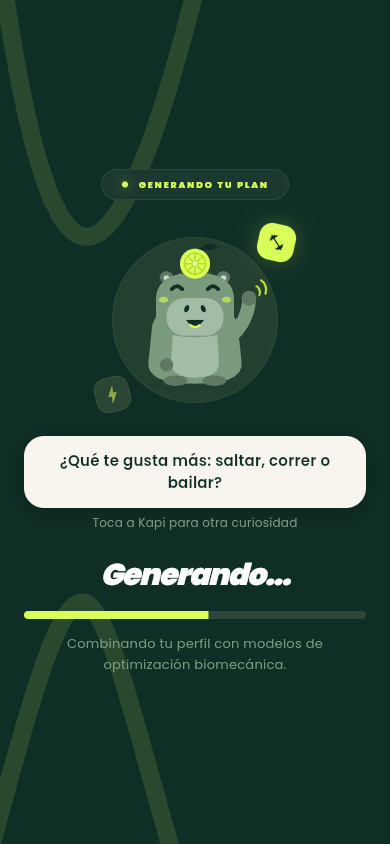 GENERANDO TU PLAN
¿Qué te gusta más: saltar, correr o
bailar?
Toca a Kapi para otra curiosidad
Generando...
Combinando tu perfil con modelos de
optimización biomecánica.